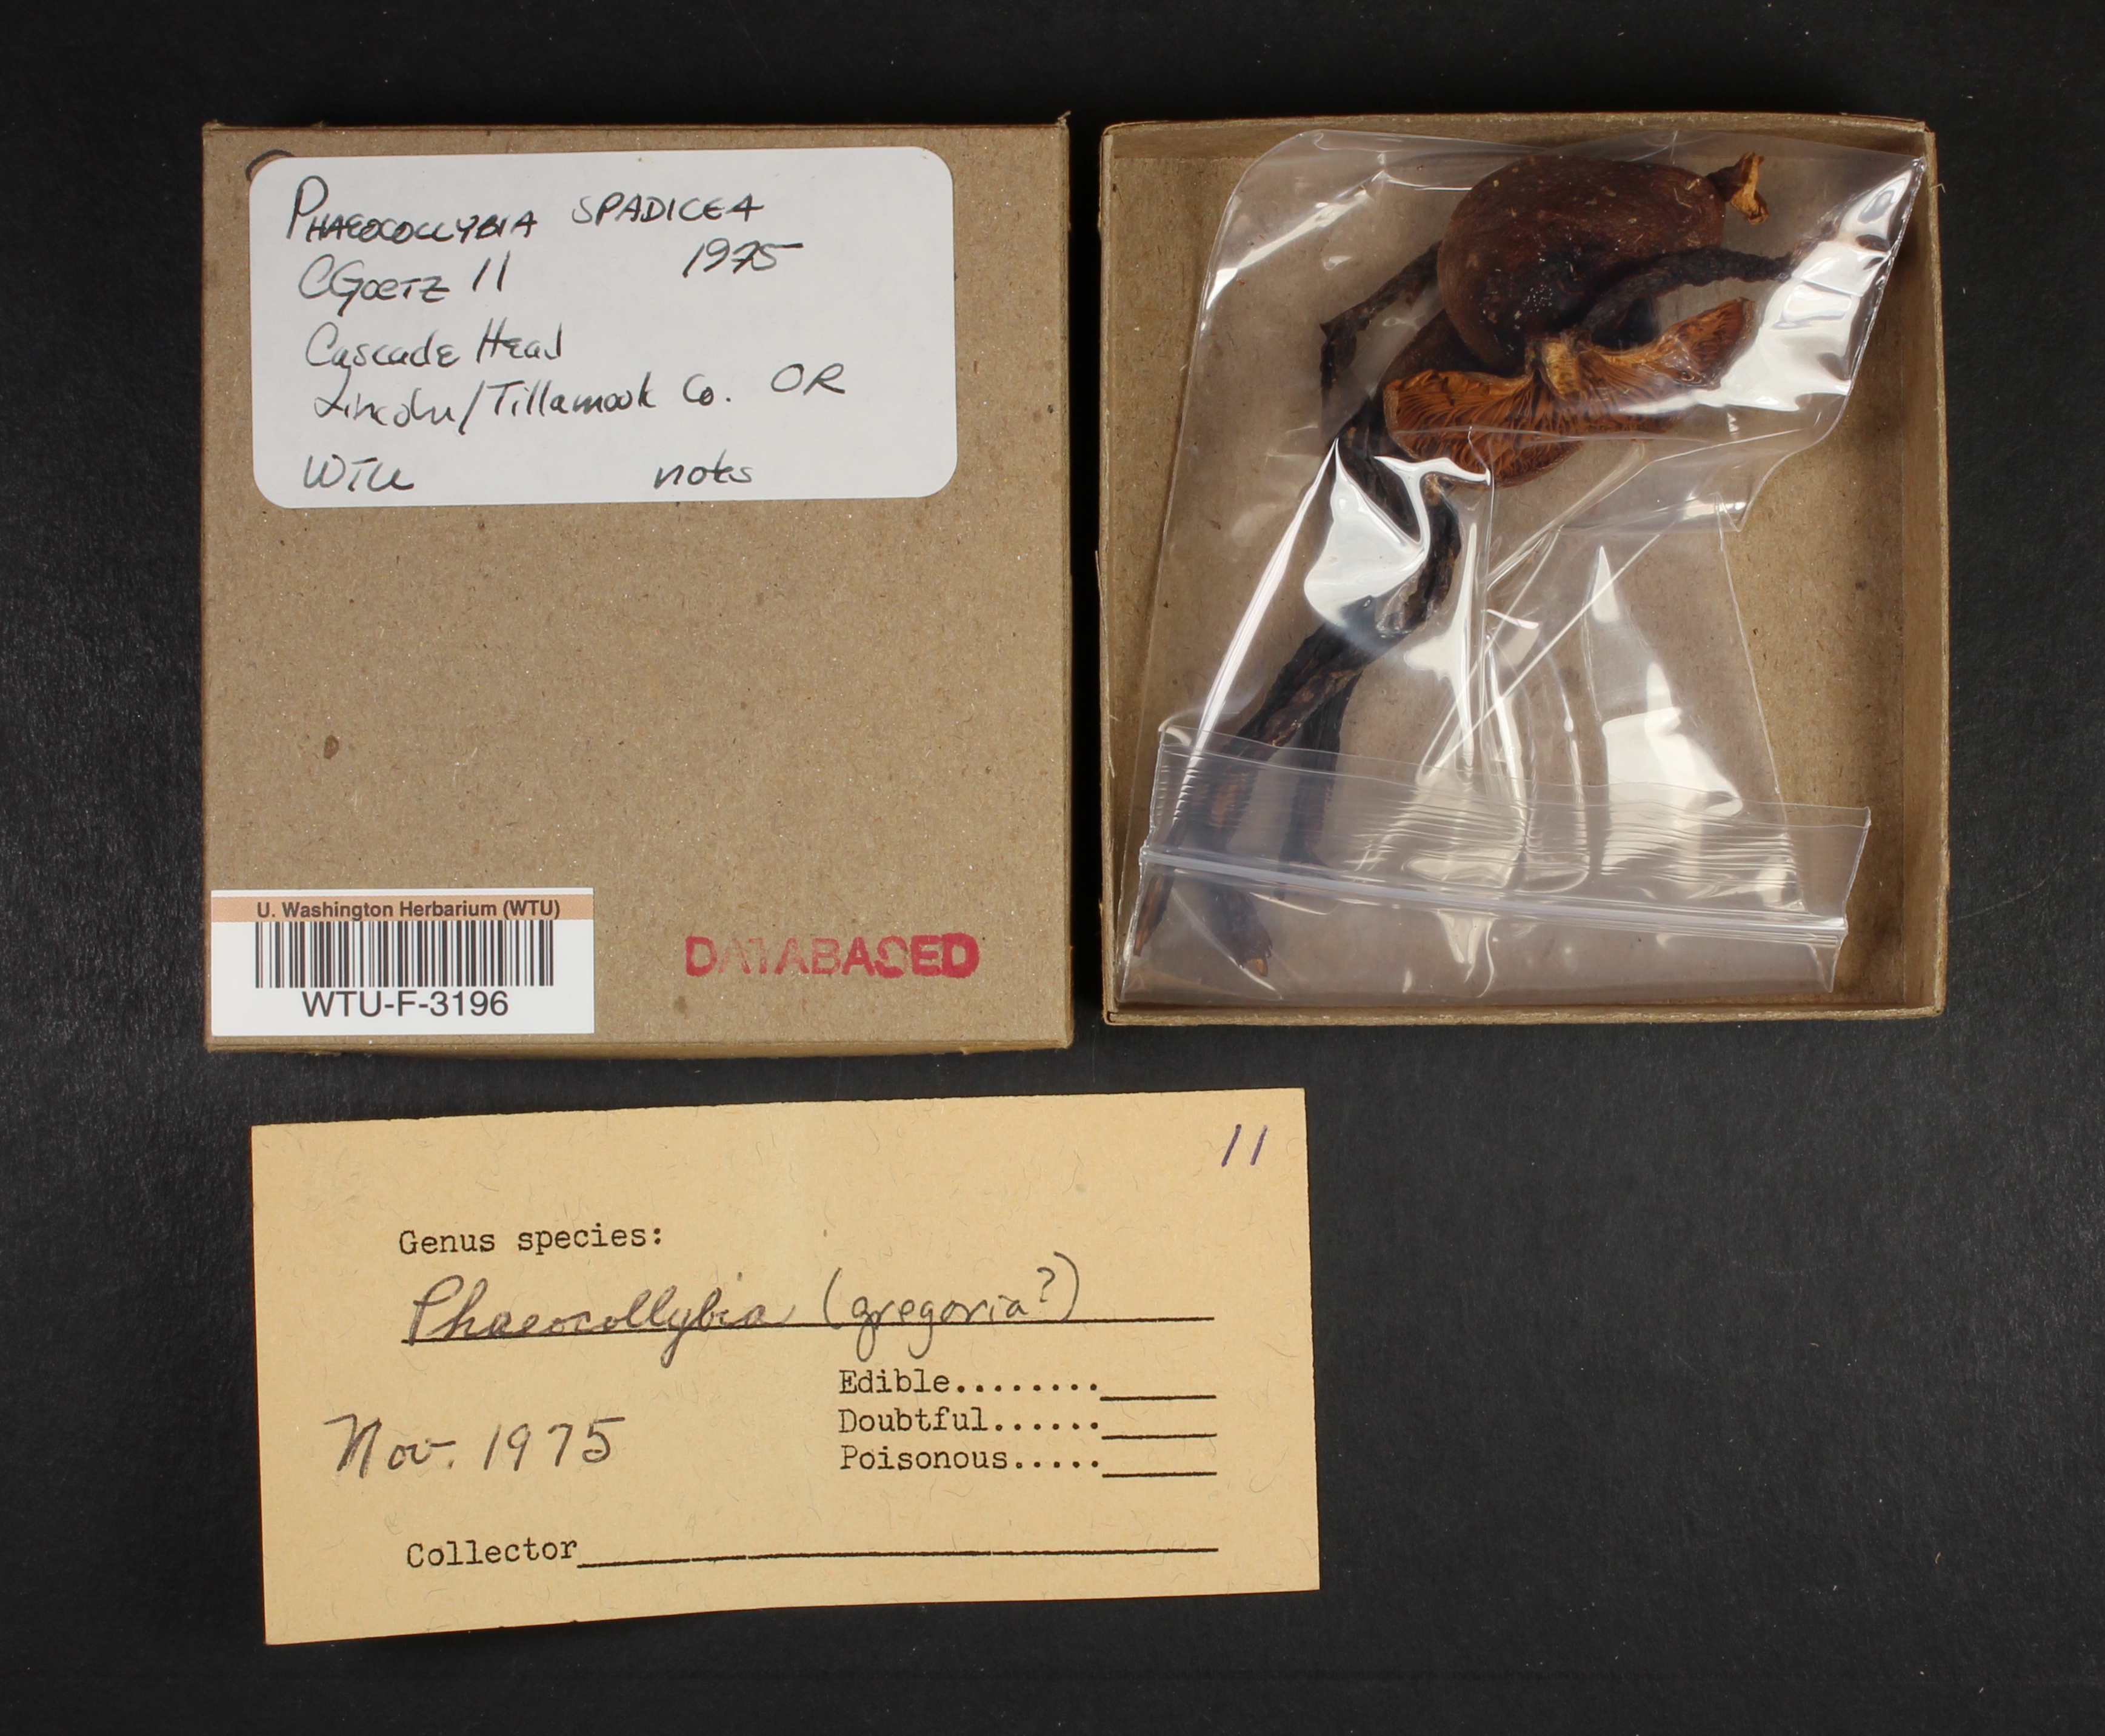 PHAEOCOLLYBIA SPADICEA
CGOETZ 11 1975
Cascade Head
Lincoln/Tillamook Co. OR
WTU notes
U. Washington Herbarium (WTU)
WTU-F-3196
DATABASED
11
Genus species:
Phaeocollybia (gregoria?)
Edible........
Doubtful......
Nov. 1975
Poisonous.....
Collector